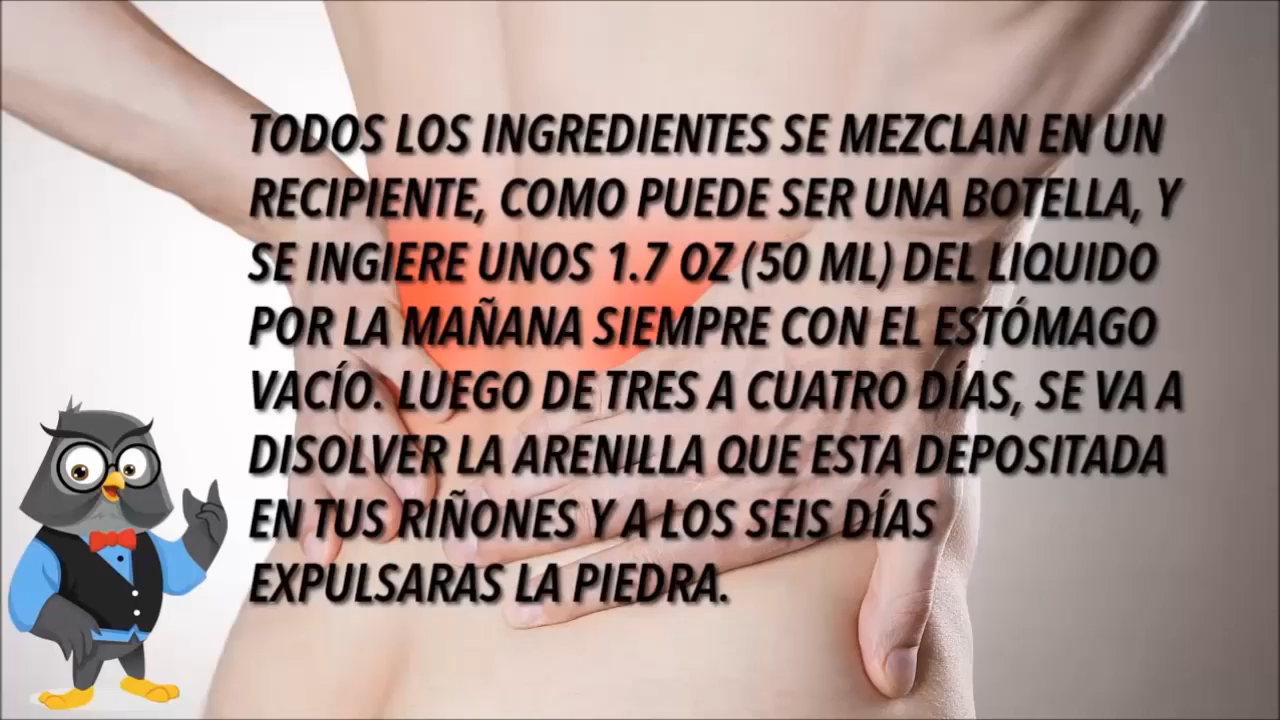 TODOS LOS INGREDIENTES SE MEZCLAN EN UN
RECIPIENTE, COMO PUEDE SER UNA BOTELLA, Y
SE INGIERE UNOS 1.7 OZ (50 ML) DEL LIQUIDO
POR LA MAÑANA SIEMPRE CON EL ESTÓMAGO
VACÍO. LUEGO DE TRES A CUATRO DÍAS, SE VA A
DISOLVER LA ARENILLA QUE ESTA DEPOSITADA
EN TUS RIÑONES Y A LOS SEIS DÍAS
EXPULSARAS LA PIEDRA.